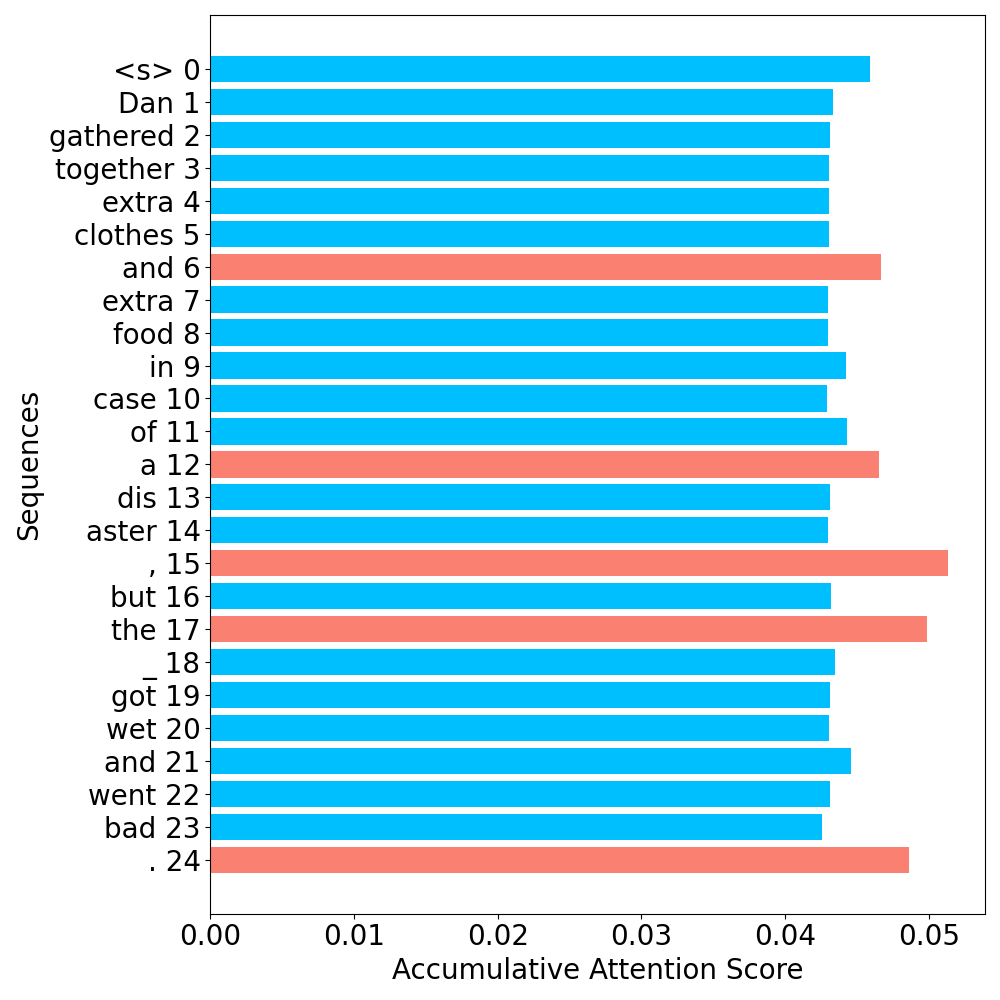 <s> 0
Dan 1
gathered 2
together 3
extra 4
clothes 5
and 6
extra 7
food 8
in 9
case 10
of 11
a 12
dis 13
aster 14
, 15
but 16
the 17
_ 18
got 19
wet 20
and 21
went 22
bad 23
. 24
Sequences
0.00 0.01 0.02 0.03 0.04 0.05
Accumulative Attention Score